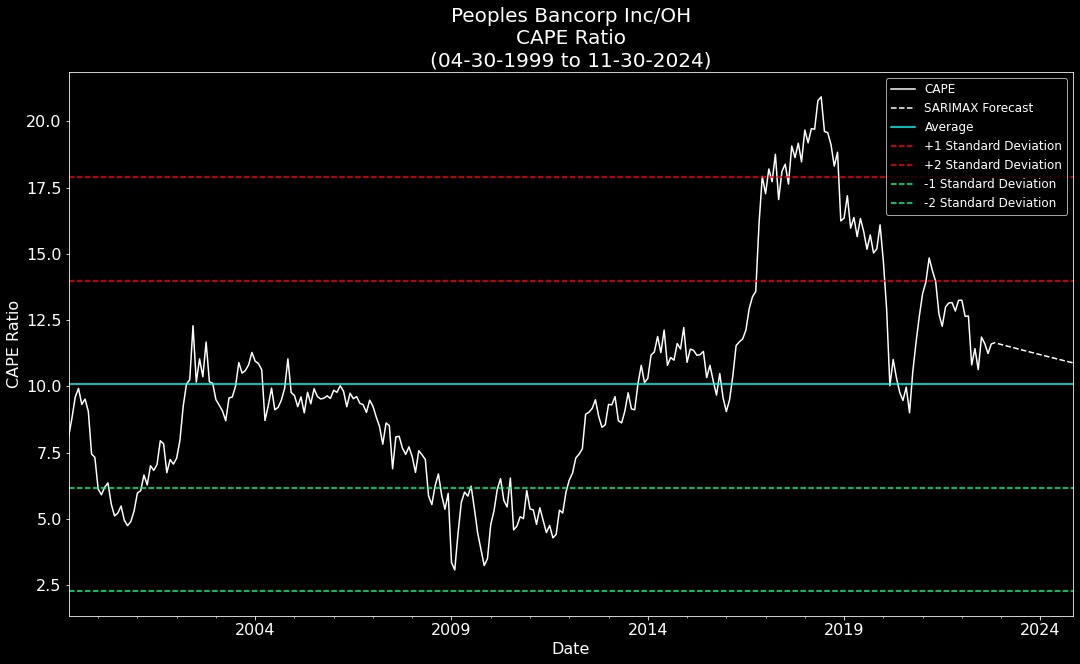 Peoples Bancorp Inc/OH
CAPE Ratio
(04-30-1999 to 11-30-2024)
CAPE
SARIMAX Forecast
Average
+1 Standard Deviation
+2 Standard Deviation
-1 Standard Deviation
-2 Standard Deviation
CAPE Ratio
20.0
17.5
15.0
12.5
10.0
7.5
5.0
2.5
2004 2009 2014 2019 2024
Date